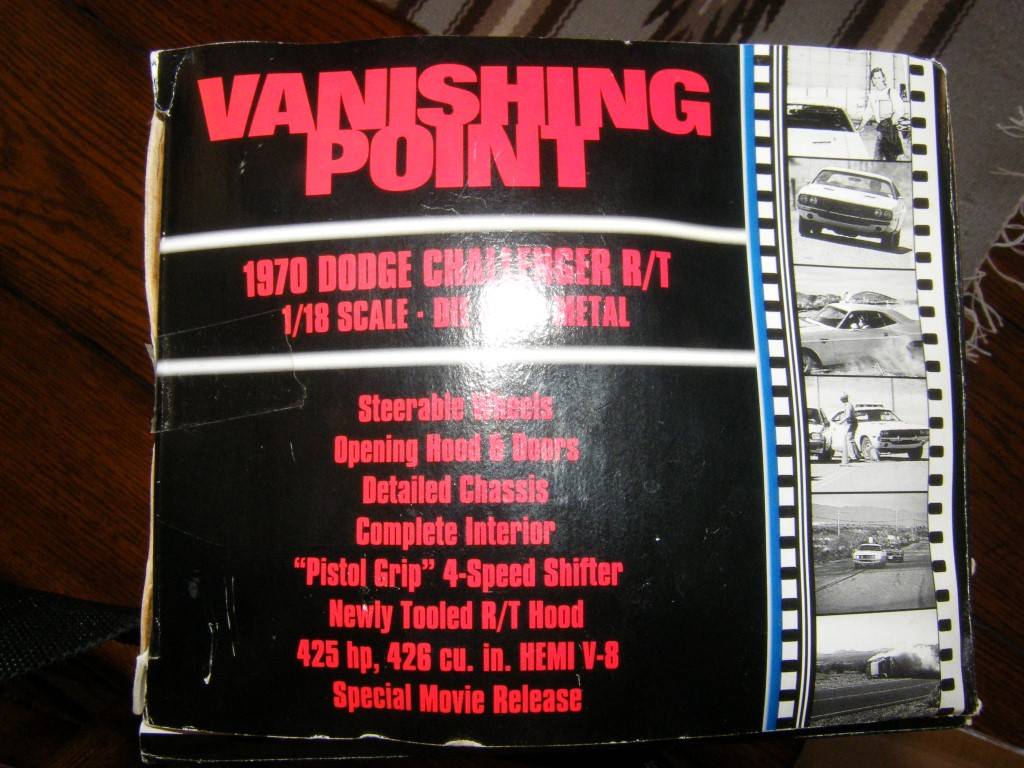 VANISHING
POINT
1970 DODGE CHALLENGER R/T
1/18 SCALE · DIE METAL
Steerable Wheels
Opening Hood & Doors
Detailed Chassis
Complete Interior
“Pistol Grip” 4-Speed Shifter
Newly Tooled R/T Hood
425 hp, 426 cu. in. HEMI V-8
Special Movie Release